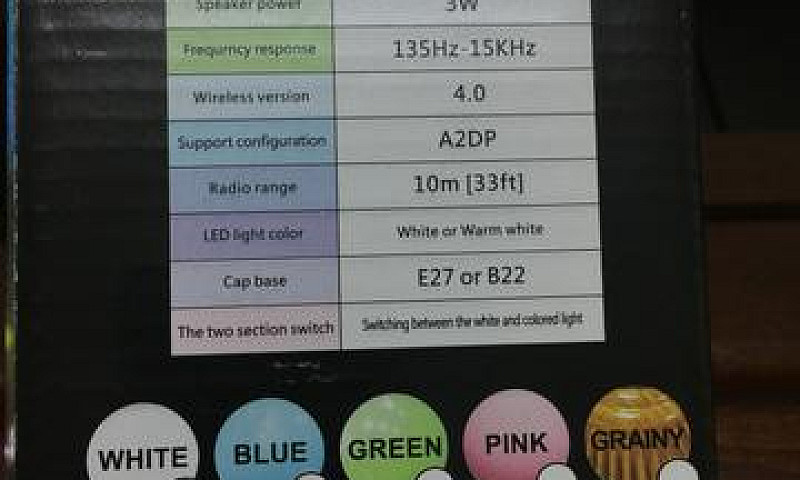 Speaker power 3W
Frequrncy response 135Hz-15KHz
Wireless version 4.0
Support configuration A2DP
Radio range 10m [33ft]
LED light color White or Warm white
Cap base E27 or B22
The two section switch Switching between the white and colored light
WHITE BLUE GREEN PINK GRAINY